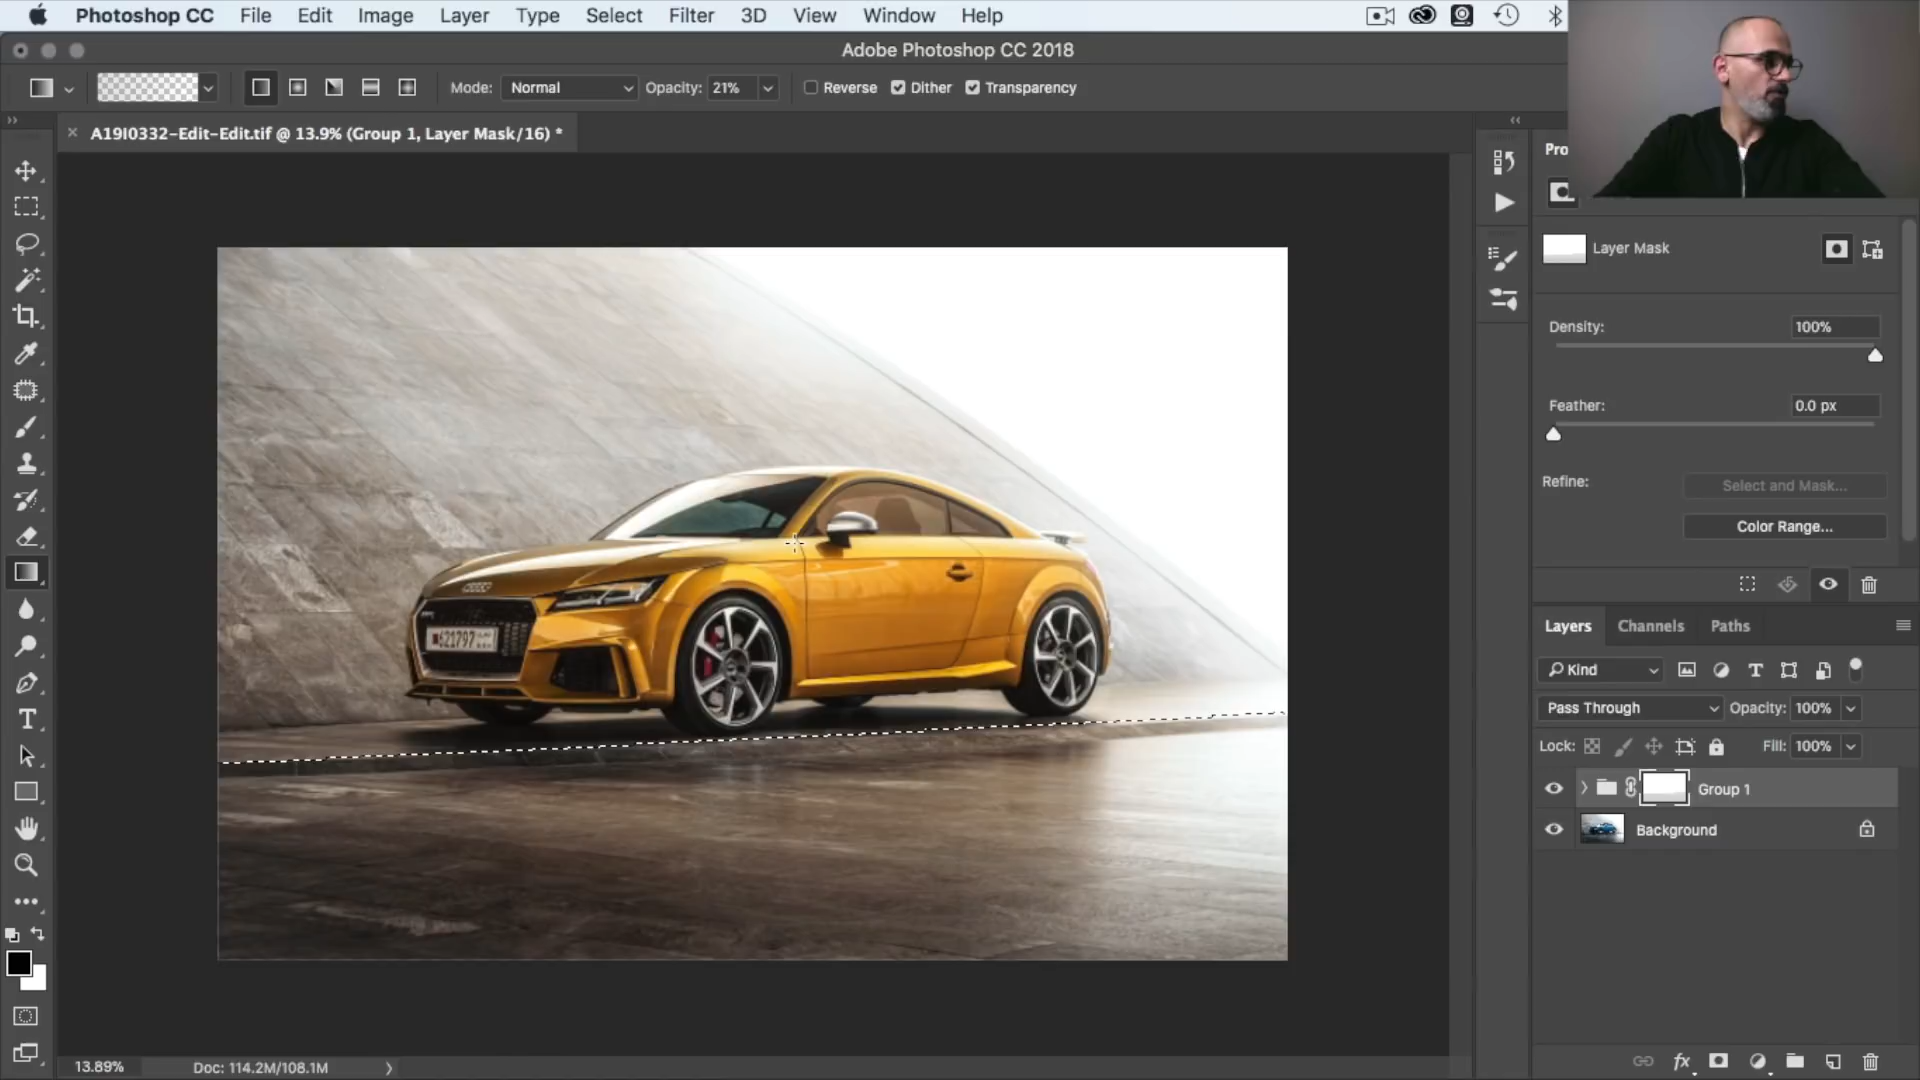 Photoshop CC File Edit Image Layer Type Select Filter 3D View Window Help
Adobe Photoshop CC 2018
Mode: Normal Opacity: 21% Reverse Dither Transparency
× A19I0332-Edit-Edit.tif @ 13.9% (Group 1, Layer Mask/16) *
Pro
Layer Mask
Density: 100%
Feather: 0.0 px
Refine: Select and Mask...
Color Range...
Layers Channels Paths
Kind
Pass Through Opacity: 100%
Lock: Fill: 100%
Group 1
Background
fx
621797
13.89% Doc: 114.2M/108.1M